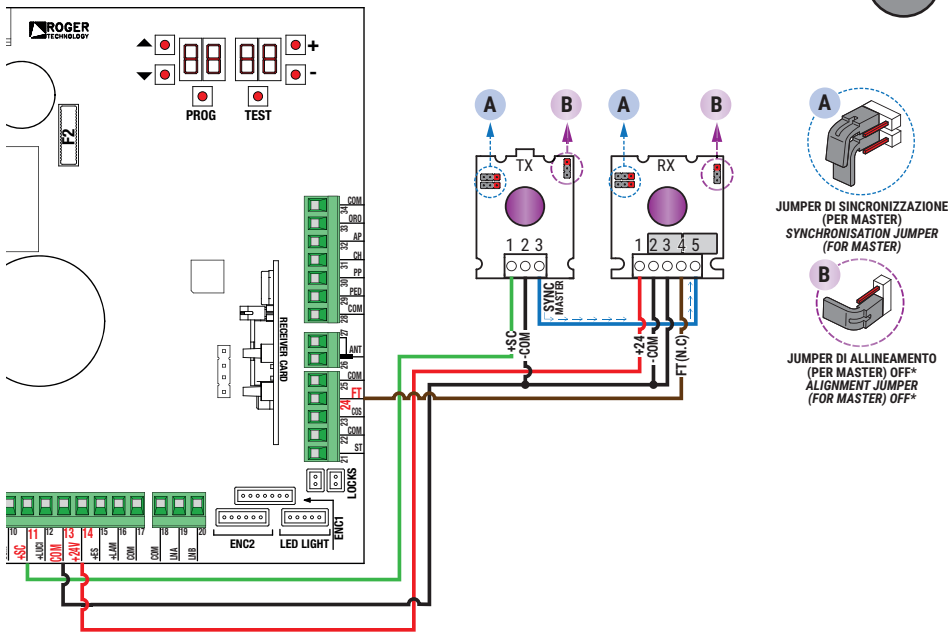 ROGER
TECHNOLOGY
+
-
PROG
TEST
F2
COM
34
ORO
33
AP
32
CH
31
PP
30
PED
29
COM
28
27
ANT
26
COM
25
FT
24
COS
23
COM
22
ST
21
RECEIVER CARD
LOCKS
ENC1
ENC2
LED LIGHT
10
11
+SC
12
+LUCI
13
COM
14
+24V
15
+ES
16
+LAM
17
COM
18
COM
19
LNA
20
LNB
A
B
A
B
TX
RX
1 2 3
1 2 3 4 5
SYNC
MASTER
+SC
-COM
+24
-COM
FT(N.C)
A
JUMPER DI SINCRONIZZAZIONE
(PER MASTER)
SYNCHRONISATION JUMPER
(FOR MASTER)
B
JUMPER DI ALLINEAMENTO
(PER MASTER) OFF*
ALIGNMENT JUMPER
(FOR MASTER) OFF*